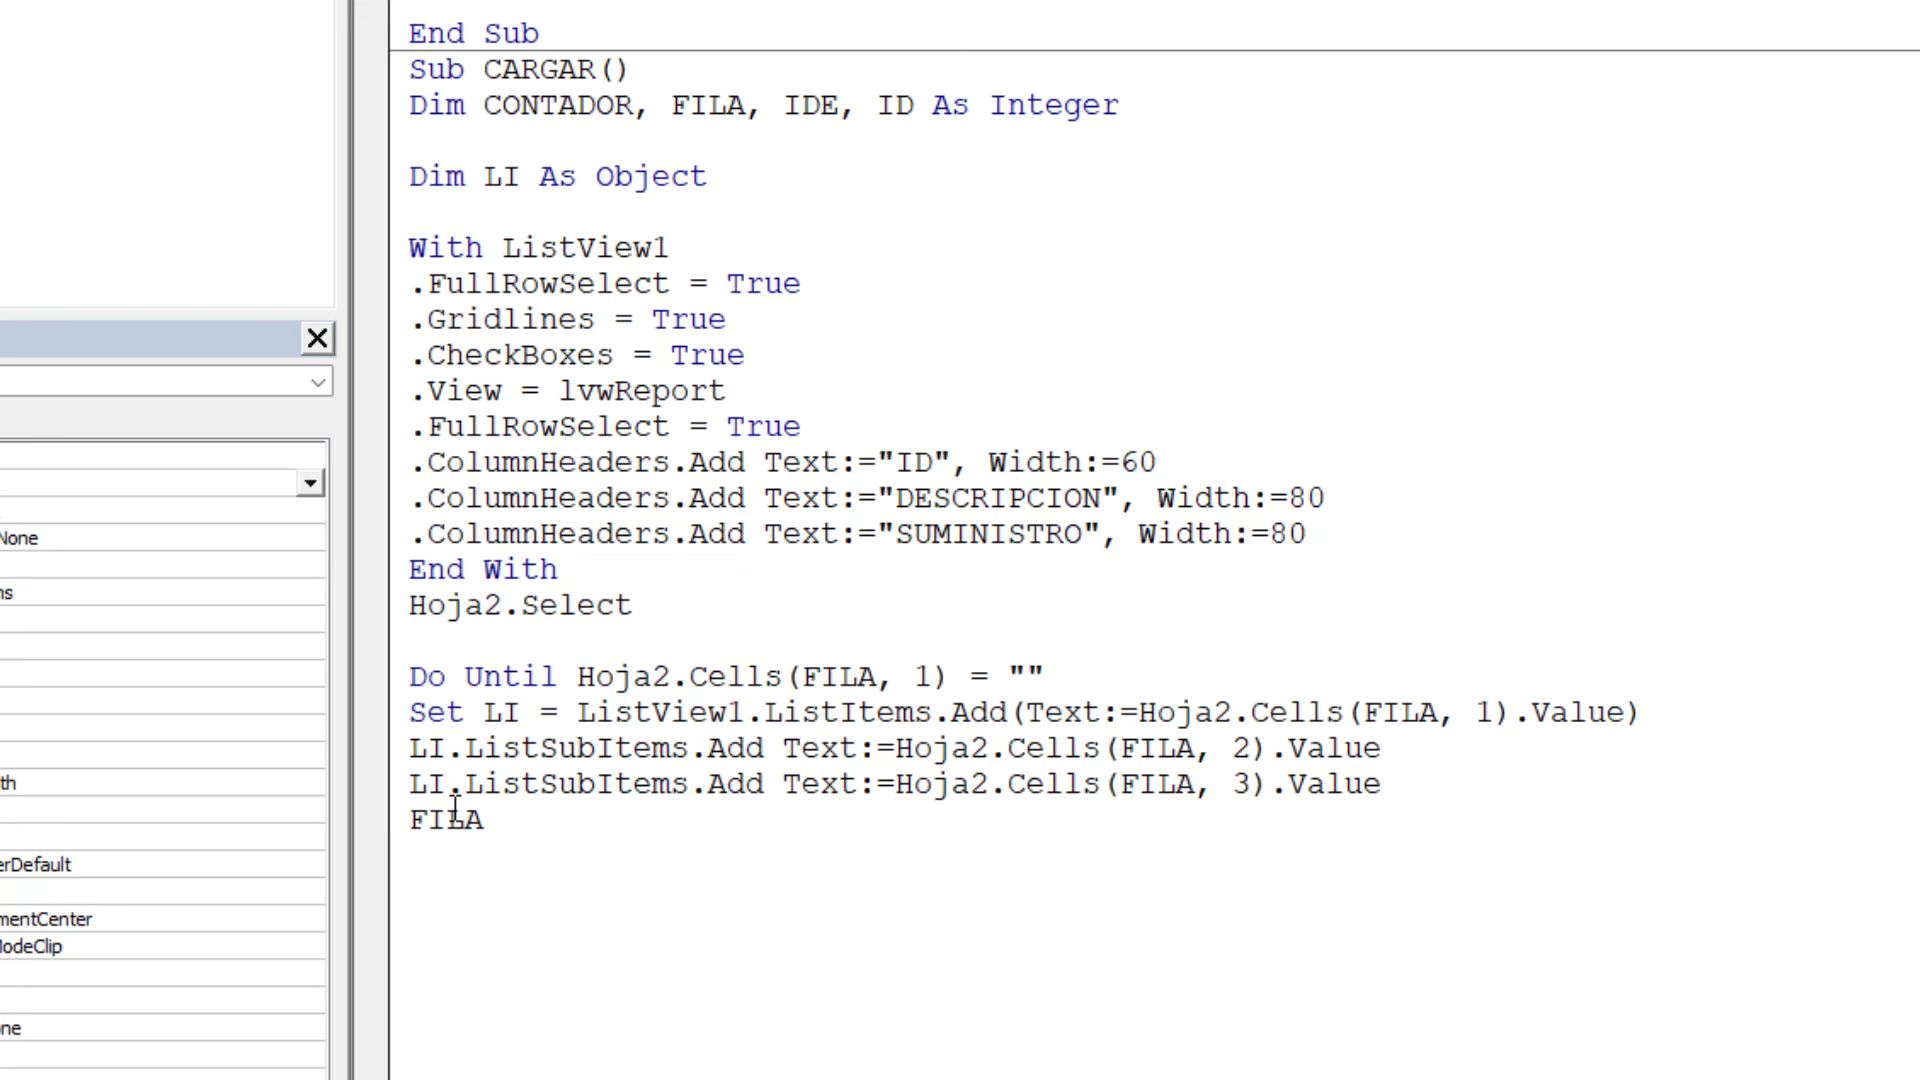 End Sub
Sub CARGAR()
Dim CONTADOR, FILA, IDE, ID As Integer
Dim LI As Object
With ListView1
.FullRowSelect = True
.Gridlines = True
.CheckBoxes = True
.View = lvwReport
.FullRowSelect = True
.ColumnHeaders.Add Text:="ID", Width:=60
.ColumnHeaders.Add Text:="DESCRIPCION", Width:=80
.ColumnHeaders.Add Text:="SUMINISTRO", Width:=80
End With
Hoja2.Select
Do Until Hoja2.Cells(FILA, 1) = ""
Set LI = ListView1.ListItems.Add(Text:=Hoja2.Cells(FILA, 1).Value)
LI.ListSubItems.Add Text:=Hoja2.Cells(FILA, 2).Value
LI.ListSubItems.Add Text:=Hoja2.Cells(FILA, 3).Value
FILA
None
ns
th
erDefault
mentCenter
ModeClip
one